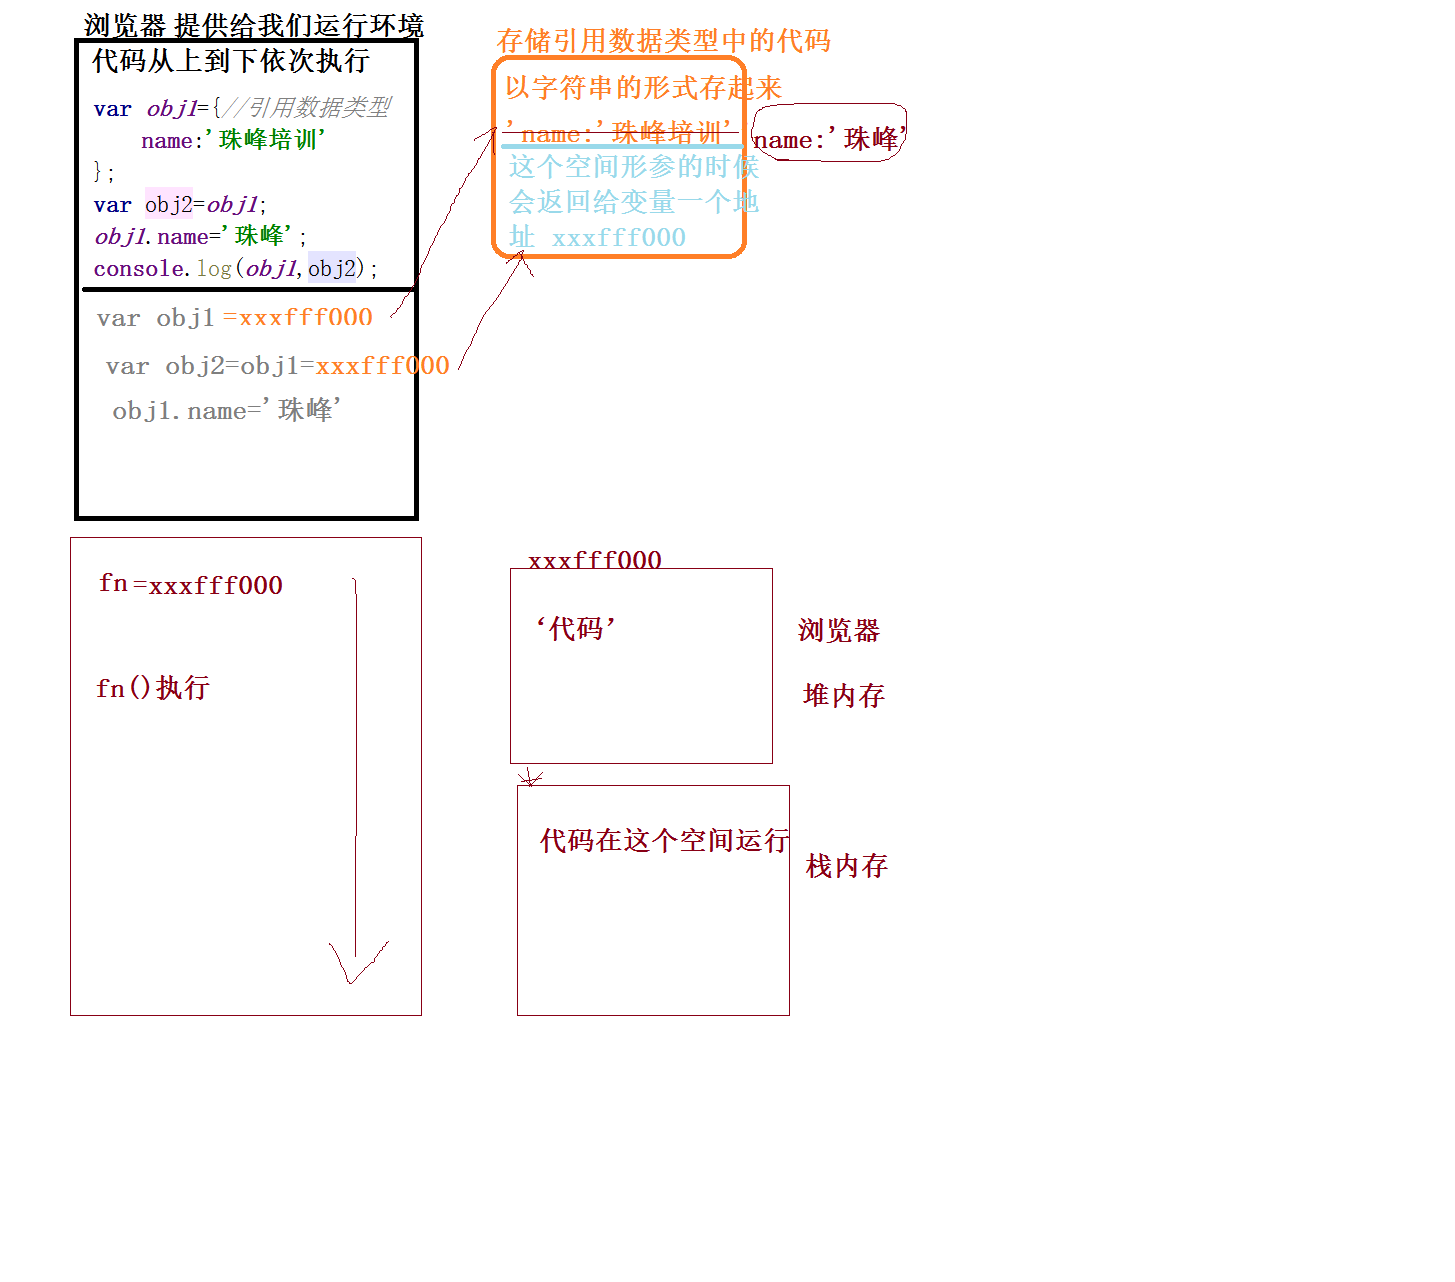 浏览器 提供给我们运行环境
代码从上到下依次执行
var obj1={//引用数据类型
name:'珠峰培训'
};
var obj2=obj1;
obj1.name='珠峰';
console.log(obj1,obj2);
var obj1 =xxxfff000
var obj2=obj1=xxxfff000
obj1.name='珠峰'
存储引用数据类型中的代码
以字符串的形式存起来
'name:'珠峰培训'
name:'珠峰'
这个空间形参的时候
会返回给变量一个地
址 xxxfff000
fn =xxxfff000
fn()执行
xxxfff000
‘代码’
浏览器
堆内存
代码在这个空间运行
栈内存